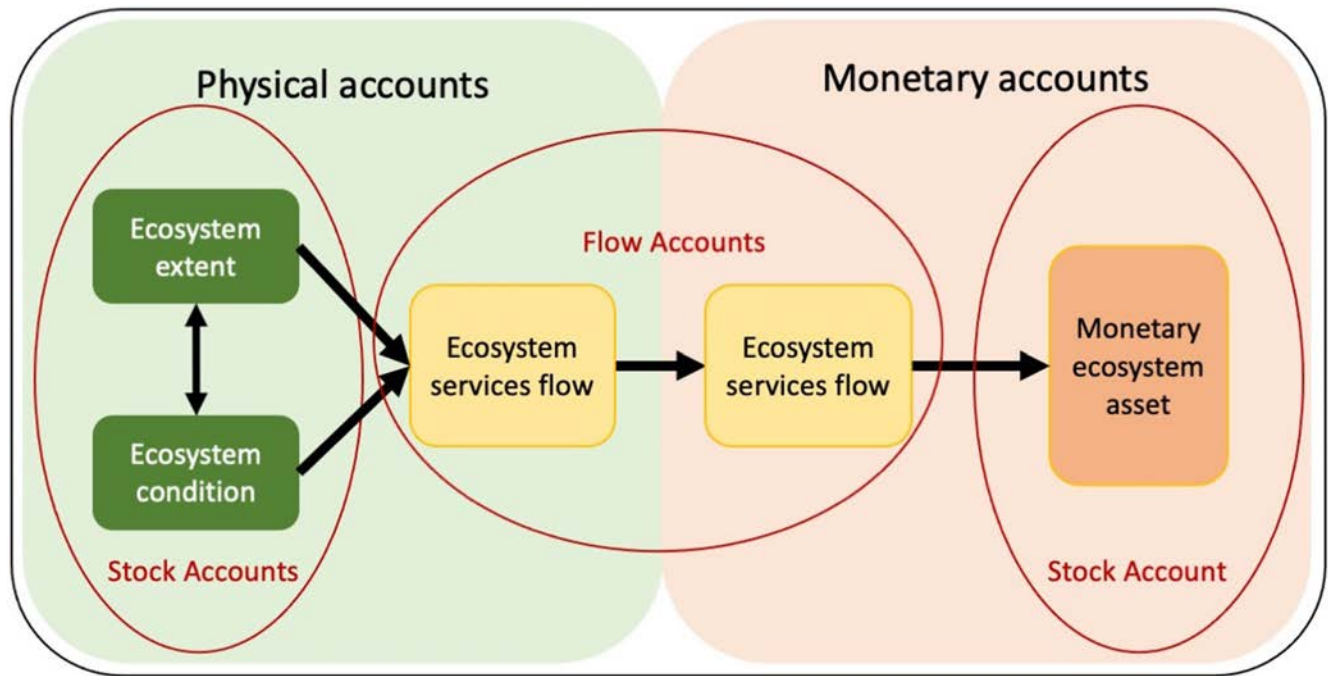 Physical accounts
Monetary accounts
Ecosystem
extent
Flow Accounts
Ecosystem
services flow
Ecosystem
services flow
Monetary
ecosystem
asset
Ecosystem
condition
Stock Accounts
Stock Account